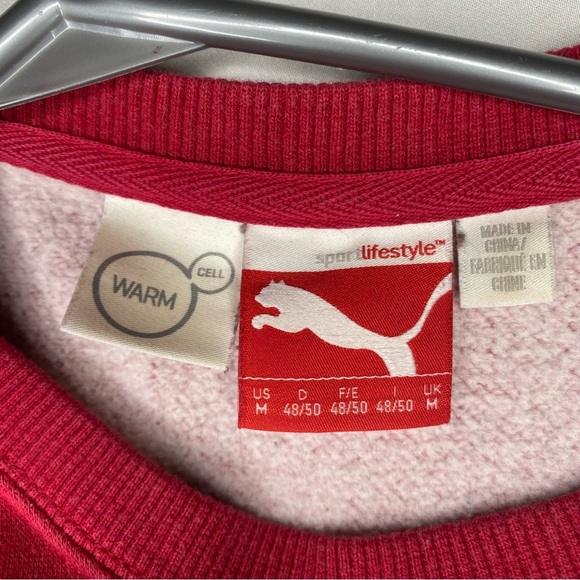 WARM
CELL
sportlifestyle™
US D F/E I UK
M 48/50 48/50 48/50 M
MADE IN
CHINA/
FABRIQUÉ EN
CHINE